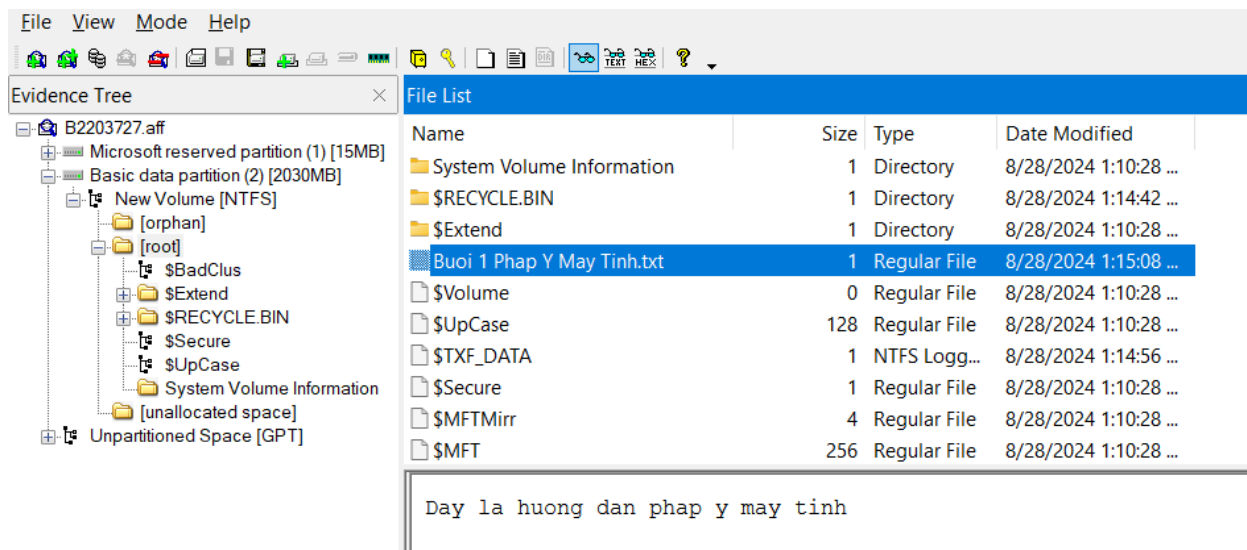 File View Mode Help
TEXT HEX
Evidence Tree
B2203727.aff
Microsoft reserved partition (1) [15MB]
Basic data partition (2) [2030MB]
New Volume [NTFS]
[orphan]
[root]
$BadClus
$Extend
$RECYCLE.BIN
$Secure
$UpCase
System Volume Information
[unallocated space]
Unpartitioned Space [GPT]
File List
Name Size Type Date Modified
System Volume Information 1 Directory 8/28/2024 1:10:28 ...
$RECYCLE.BIN 1 Directory 8/28/2024 1:14:42 ...
$Extend 1 Directory 8/28/2024 1:10:28 ...
Buoi 1 Phap Y May Tinh.txt 1 Regular File 8/28/2024 1:15:08 ...
$Volume 0 Regular File 8/28/2024 1:10:28 ...
$UpCase 128 Regular File 8/28/2024 1:10:28 ...
$TXF_DATA 1 NTFS Logg... 8/28/2024 1:14:56 ...
$Secure 1 Regular File 8/28/2024 1:10:28 ...
$MFTMirr 4 Regular File 8/28/2024 1:10:28 ...
$MFT 256 Regular File 8/28/2024 1:10:28 ...
Day la huong dan phap y may tinh